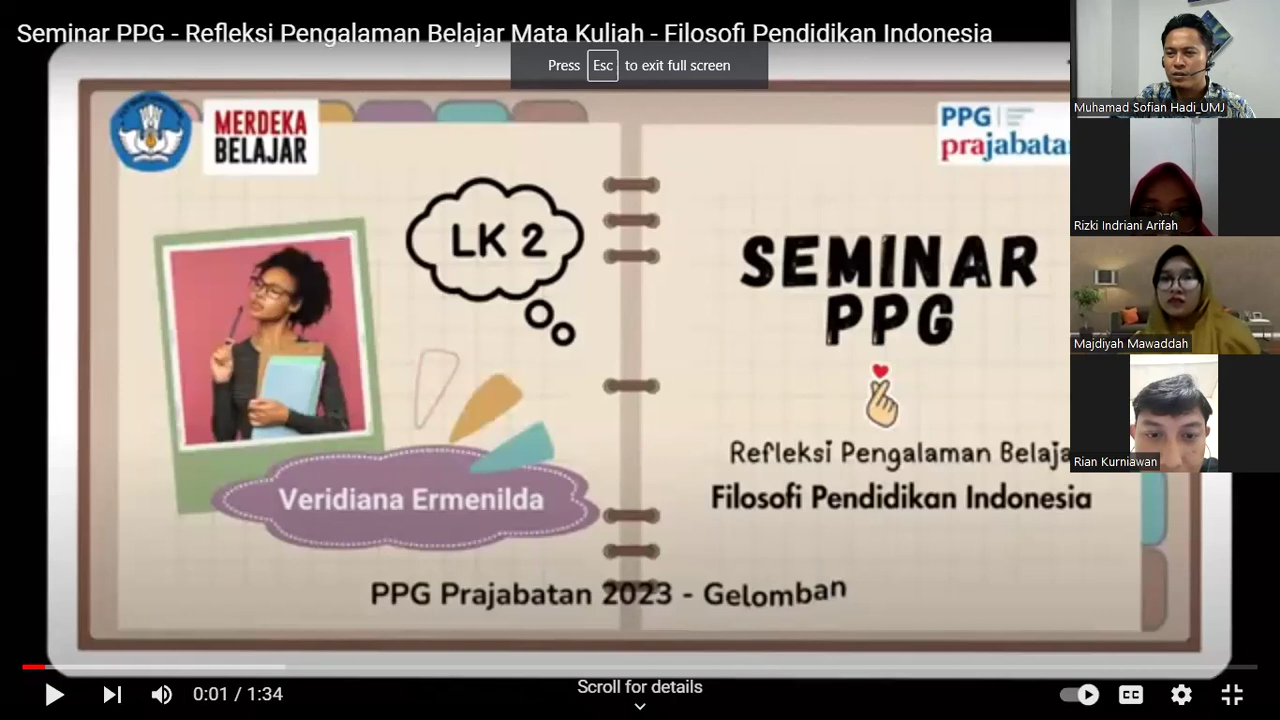 Seminar PPG - Refleksi Pengalaman Belajar Mata Kuliah - Filosofi Pendidikan Indonesia
Press Esc to exit full screen
MERDEKA
BELAJAR
PPG
prajabata
LK 2
SEMINAR
PPG
Refleksi Pengalaman Belaja
Filosofi Pendidikan Indonesia
Veridiana Ermenilda
PPG Prajabatan 2023 - Gelomban
Muhamad Sofian Hadi_UMJ
Rizki Indriani Arifah
Majdiyah Mawaddah
Rian Kurniawan
0:01 / 1:34
Scroll for details
CC